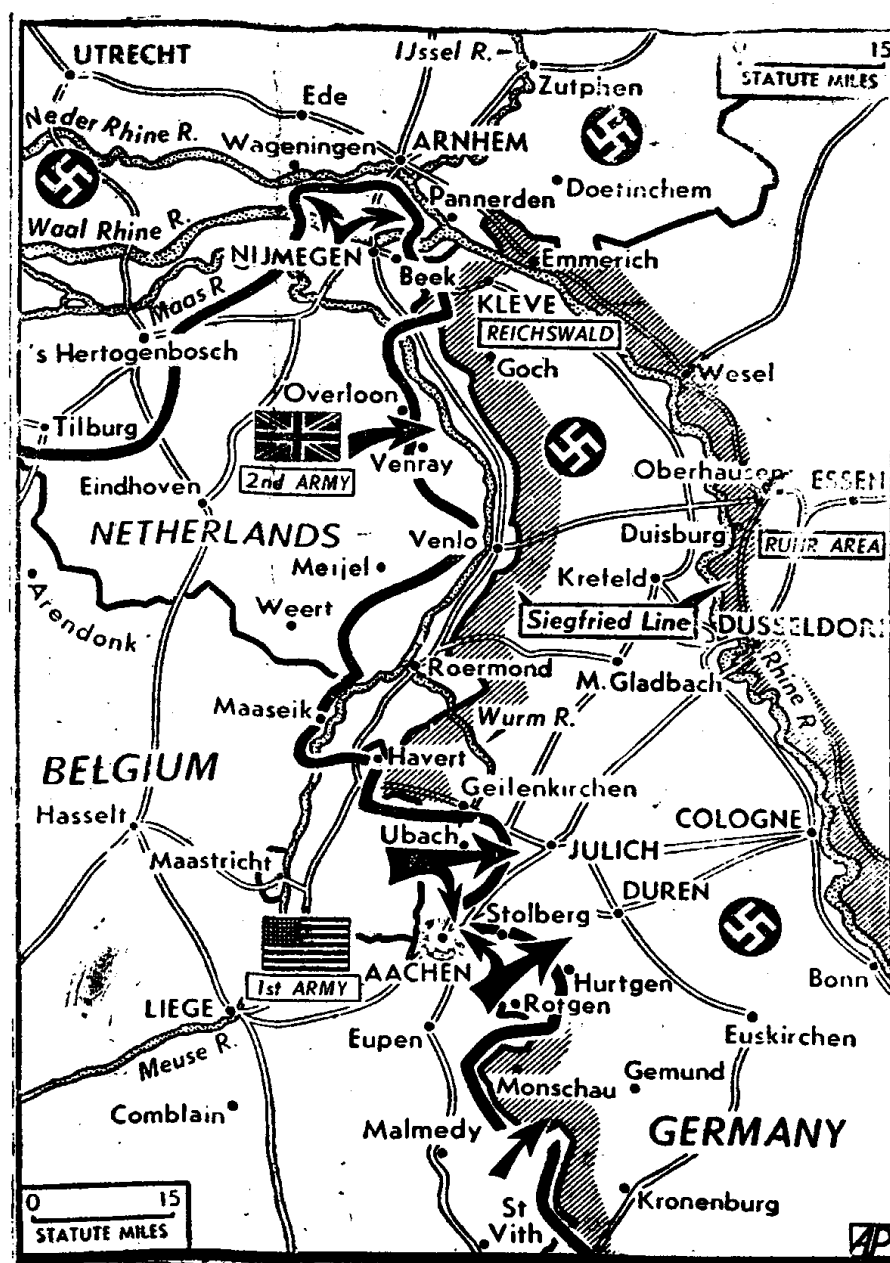 UTRECHT
IJssel R.
Zutphen
0 15
STATUTE MILES
Ede
Neder Rhine R.
Wageningen
ARNHEM
Doetinchem
Pannerden
Waal Rhine R.
NIJMEGEN
Beek
Emmerich
Maas R
KLEVE
REICHSWALD
's Hertogenbosch
Goch
Wesel
Overloon
Tilburg
2nd ARMY
Venray
Oberhausen
ESSEN
Eindhoven
NETHERLANDS
Venlo
Duisburg
RUHR AREA
Meijel
Krefeld
Arendonk
Weert
Siegfried Line
DUSSELDORF
Roermond
M. Gladbach
Rhine R
Maaseik
Wurm R.
BELGIUM
Havert
Geilenkirchen
Hasselt
Ubach
COLOGNE
Maastricht
JULICH
DUREN
Stolberg
1st ARMY
AACHEN
Hurtgen
Bonn
LIEGE
Rotgen
Meuse R.
Eupen
Euskirchen
Monschau
Gemund
Comblain
Malmedy
GERMANY
0 15
STATUTE MILES
St
Vith
Kronenburg
AP